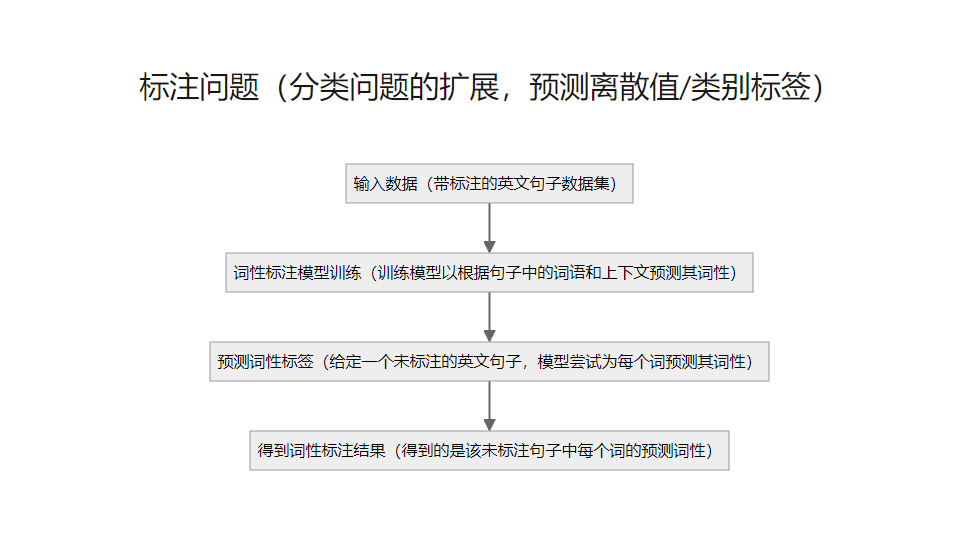 标注问题（分类问题的扩展，预测离散值/类别标签）
输入数据（带标注的英文句子数据集）
词性标注模型训练（训练模型以根据句子中的词语和上下文预测其词性）
预测词性标签（给定一个未标注的英文句子，模型尝试为每个词预测其词性）
得到词性标注结果（得到的是该未标注句子中每个词的预测词性）